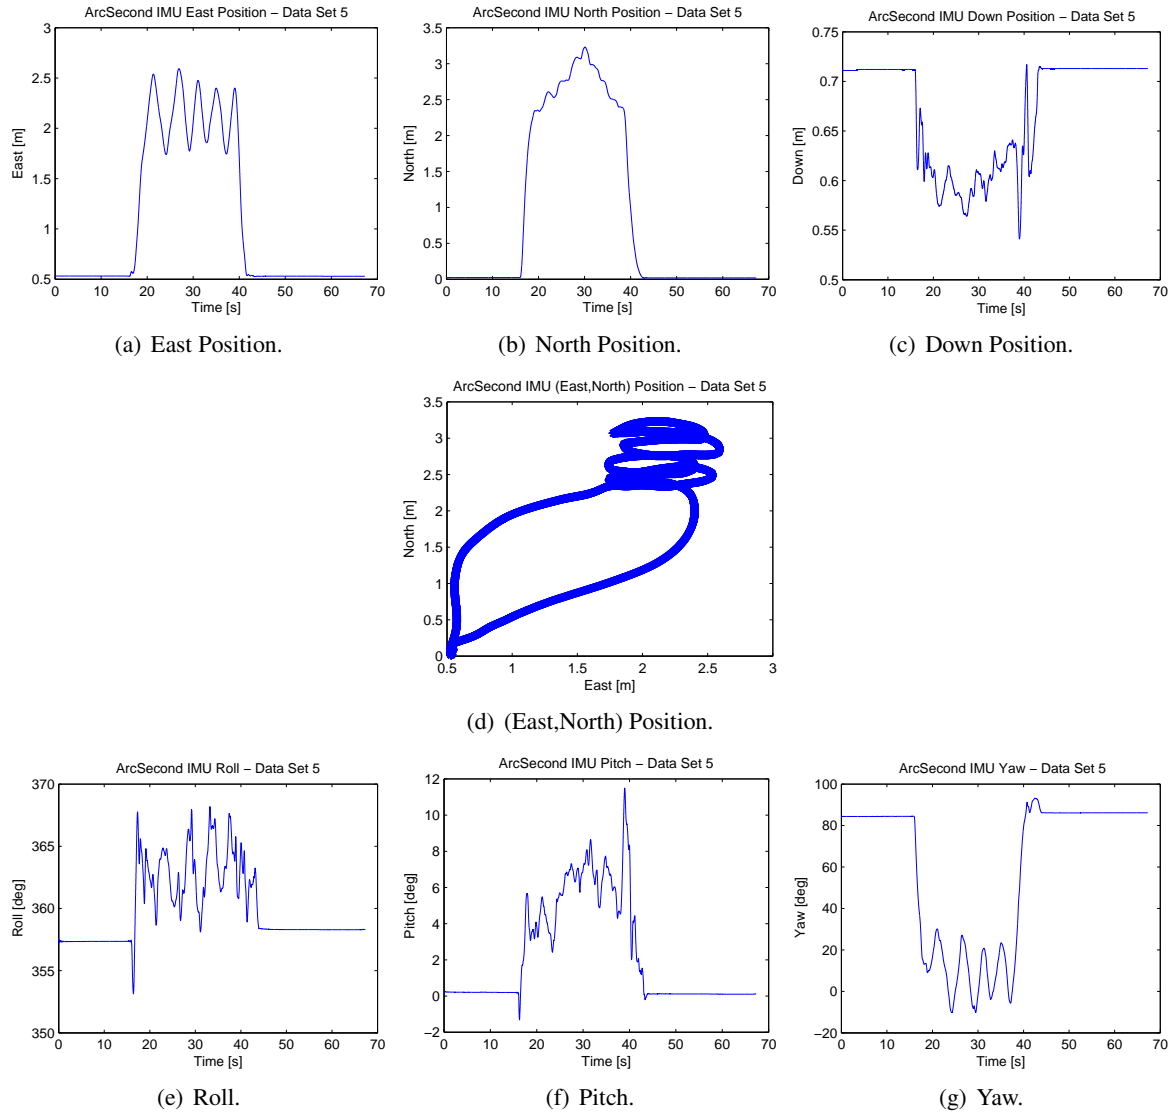 ArcSecond IMU East Position – Data Set 5
3
2.5
2
1.5
1
0.5
East [m]
0 10 20 30 40 50 60 70
Time [s]
(a) East Position.
ArcSecond IMU North Position – Data Set 5
3.5
3
2.5
2
1.5
1
0.5
0
North [m]
0 10 20 30 40 50 60 70
Time [s]
(b) North Position.
ArcSecond IMU Down Position – Data Set 5
0.75
0.7
0.65
0.6
0.55
0.5
Down [m]
0 10 20 30 40 50 60 70
Time [s]
(c) Down Position.
ArcSecond IMU (East,North) Position – Data Set 5
3.5
3
2.5
2
1.5
1
0.5
0
North [m]
0.5 1 1.5 2 2.5 3
East [m]
(d) (East,North) Position.
ArcSecond IMU Roll – Data Set 5
370
365
360
355
350
Roll [deg]
0 10 20 30 40 50 60 70
Time [s]
(e) Roll.
ArcSecond IMU Pitch – Data Set 5
12
10
8
6
4
2
0
−2
Pitch [deg]
0 10 20 30 40 50 60 70
Time [s]
(f) Pitch.
ArcSecond IMU Yaw – Data Set 5
100
80
60
40
20
0
−20
Yaw [deg]
0 10 20 30 40 50 60 70
Time [s]
(g) Yaw.